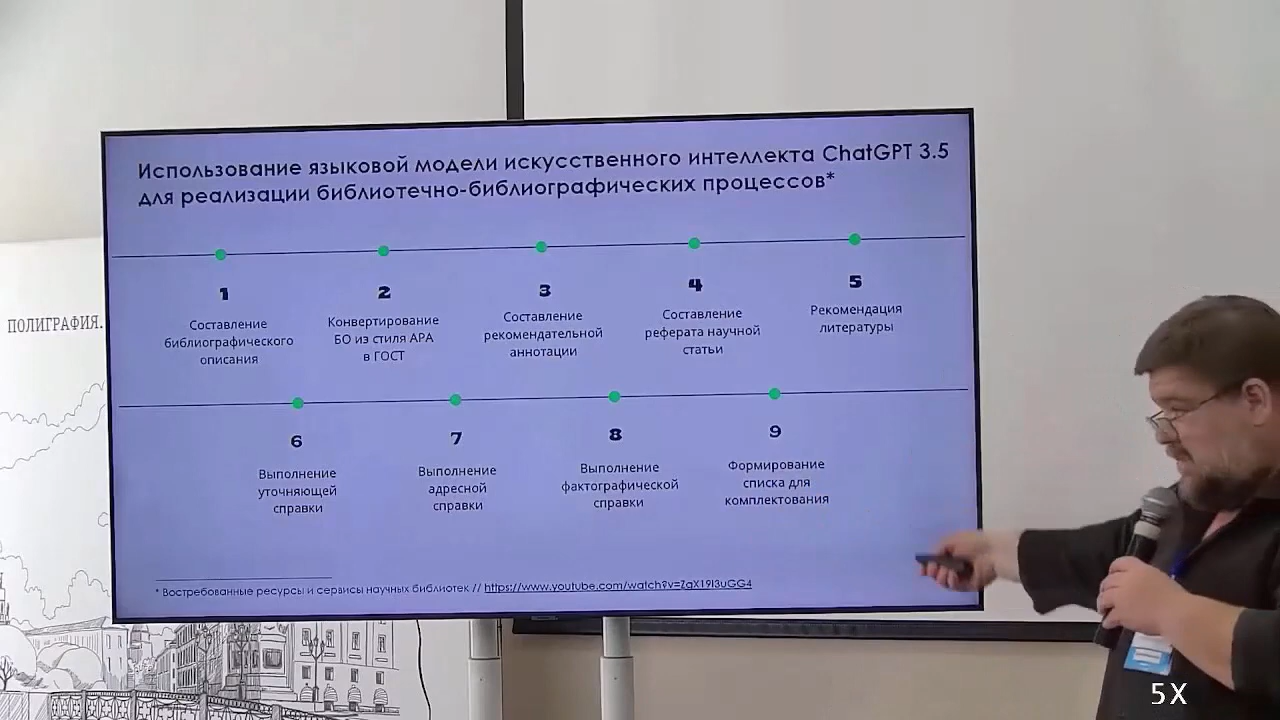 Использование языковой модели искусственного интеллекта ChatGPT 3.5
для реализации библиотечно-библиографических процессов*
1
Составление
библиографического
описания
2
Конвертирование
БО из стиля APA
в ГОСТ
3
Составление
рекомендательной
аннотации
4
Составление
реферата научной
статьи
5
Рекомендация
литературы
ПОЛИГРАФИЯ.
6
Выполнение
уточняющей
справки
7
Выполнение
адресной
справки
8
Выполнение
фактографической
справки
9
Формирование
списка для
комплектования
* Востребованные ресурсы и сервисы научных библиотек // https://www.youtube.com/watch?v=ZgX19I3uGG4
5X